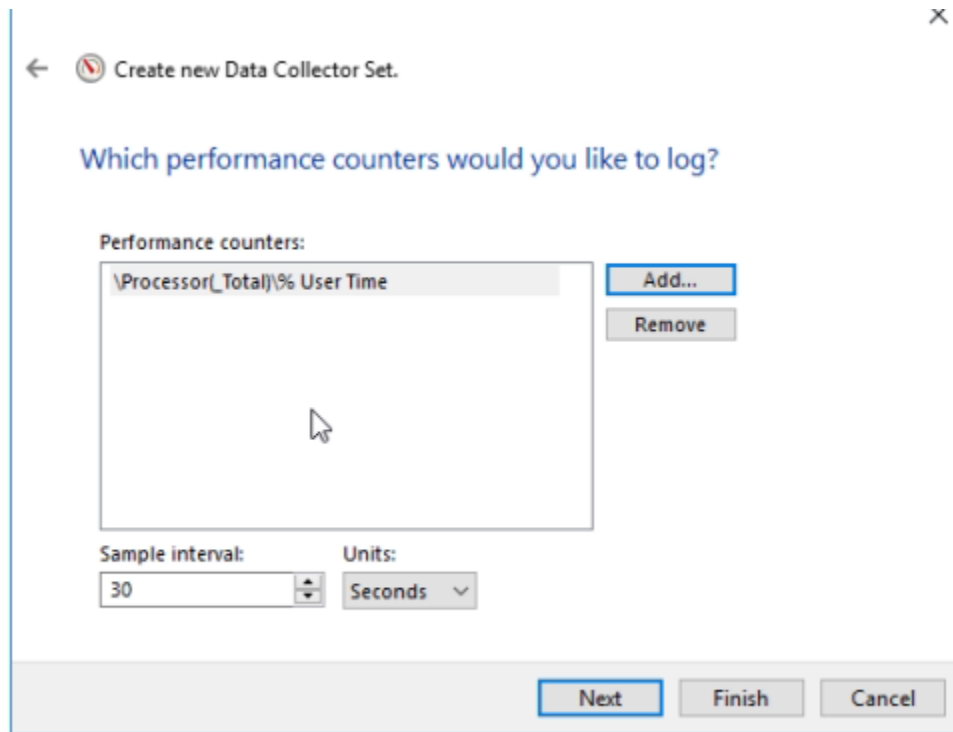 Create new Data Collector Set.
Which performance counters would you like to log?
Performance counters:
\Processor(_Total)\% User Time
Add...
Remove
Sample interval: Units:
30 Seconds
Next Finish Cancel